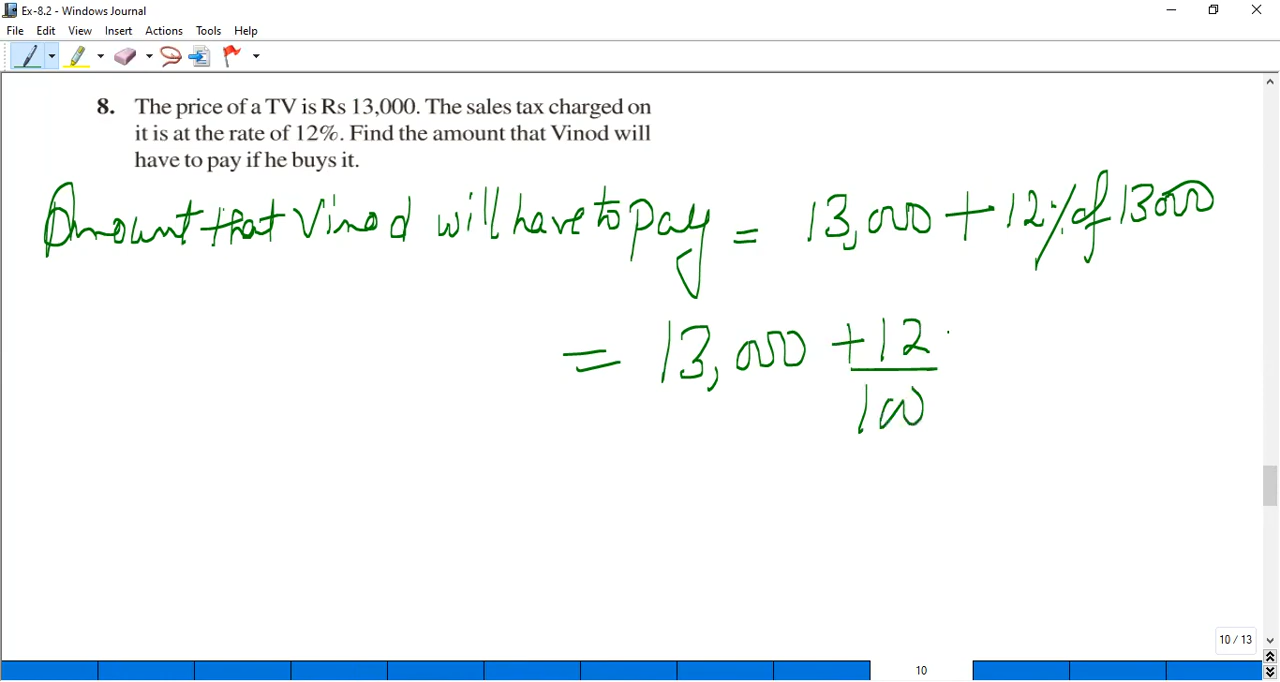 Ex-8.2 - Windows Journal
File Edit View Insert Actions Tools Help
8. The price of a TV is Rs 13,000. The sales tax charged on
it is at the rate of 12%. Find the amount that Vinod will
have to pay if he buys it.
Amount that Vinod will have to pay = 13,000 + 12% of 13000
= 13,000 + 12
100
10 / 13
10